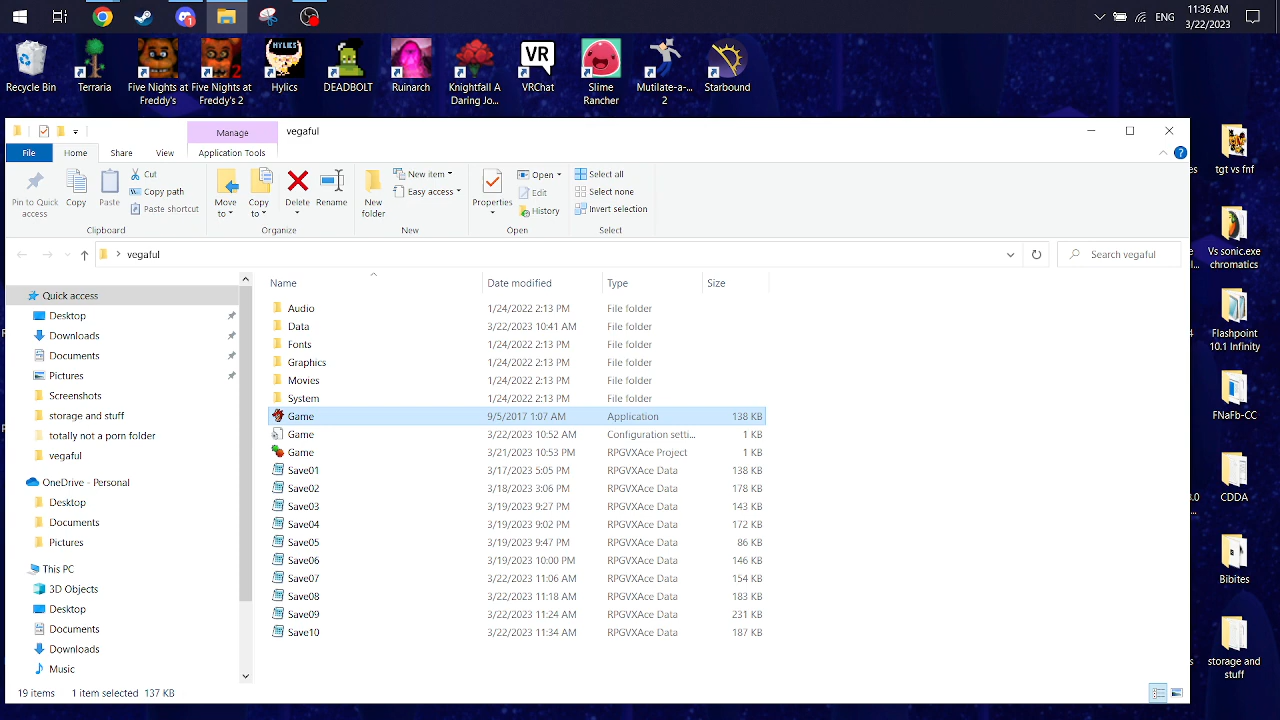 11:36 AM
ENG
3/22/2023
HYLICS
VR
Recycle Bin
Terraria
Five Nights at Freddy's
Five Nights at Freddy's 2
Hylics
DEADBOLT
Ruinarch
Knightfall A Daring Jo...
VRChat
Slime Rancher
Mutilate-a-... 2
Starbound
Manage
vegaful
File
Home
Share
View
Application Tools
Pin to Quick access
Copy
Paste
Cut
Copy path
Paste shortcut
Clipboard
Move to
Copy to
Delete
Rename
Organize
New folder
New item
Easy access
New
Properties
Open
Edit
History
Open
Select all
Select none
Invert selection
Select
vegaful
Search vegaful
Quick access
Desktop
Downloads
Documents
Pictures
Screenshots
storage and stuff
totally not a porn folder
vegaful
OneDrive - Personal
Desktop
Documents
Pictures
This PC
3D Objects
Desktop
Documents
Downloads
Music
Name Date modified Type Size
Audio 1/24/2022 2:13 PM File folder
Data 3/22/2023 10:41 AM File folder
Fonts 1/24/2022 2:13 PM File folder
Graphics 1/24/2022 2:13 PM File folder
Movies 1/24/2022 2:13 PM File folder
System 1/24/2022 2:13 PM File folder
Game 9/5/2017 1:07 AM Application 138 KB
Game 3/22/2023 10:52 AM Configuration setti... 1 KB
Game 3/21/2023 10:53 PM RPGVXAce Project 1 KB
Save01 3/17/2023 5:05 PM RPGVXAce Data 138 KB
Save02 3/18/2023 3:06 PM RPGVXAce Data 178 KB
Save03 3/19/2023 9:27 PM RPGVXAce Data 143 KB
Save04 3/19/2023 9:02 PM RPGVXAce Data 172 KB
Save05 3/19/2023 9:47 PM RPGVXAce Data 86 KB
Save06 3/19/2023 10:00 PM RPGVXAce Data 146 KB
Save07 3/22/2023 11:06 AM RPGVXAce Data 154 KB
Save08 3/22/2023 11:18 AM RPGVXAce Data 183 KB
Save09 3/22/2023 11:24 AM RPGVXAce Data 231 KB
Save10 3/22/2023 11:34 AM RPGVXAce Data 187 KB
19 items 1 item selected 137 KB
tgt vs fnf
Vs sonic.exe chromatics
Flashpoint 10.1 Infinity
FNaFb-CC
CDDA
Bibites
storage and stuff